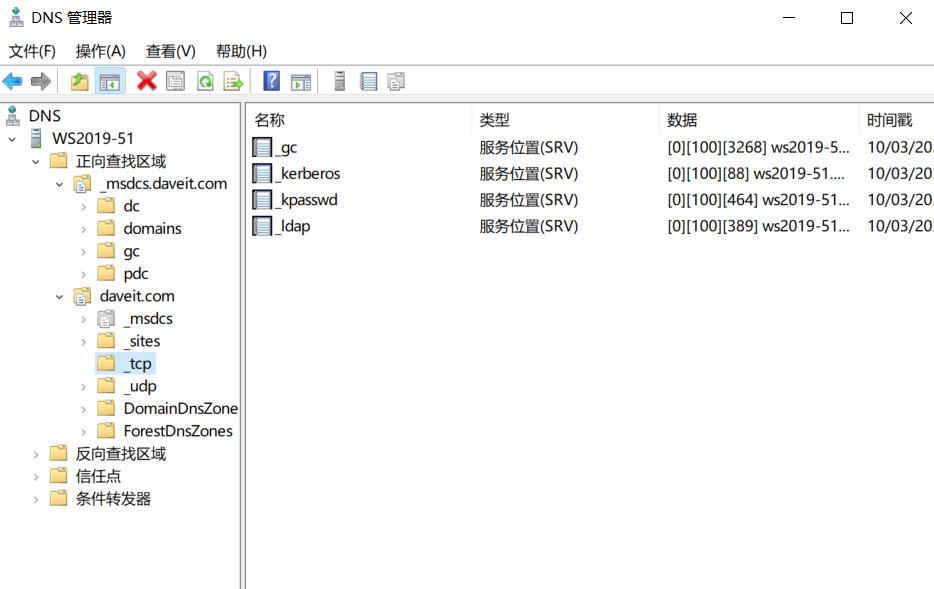 DNS 管理器
文件(F) 操作(A) 查看(V) 帮助(H)
DNS
WS2019-51
正向查找区域
_msdcs.daveit.com
dc
domains
gc
pdc
daveit.com
_msdcs
_sites
_tcp
_udp
DomainDnsZone
ForestDnsZones
反向查找区域
信任点
条件转发器
名称 类型 数据 时间戳
_gc 服务位置(SRV) [0][100][3268] ws2019-5... 10/03/20
_kerberos 服务位置(SRV) [0][100][88] ws2019-51.... 10/03/20
_kpasswd 服务位置(SRV) [0][100][464] ws2019-51... 10/03/20
_ldap 服务位置(SRV) [0][100][389] ws2019-51... 10/03/20